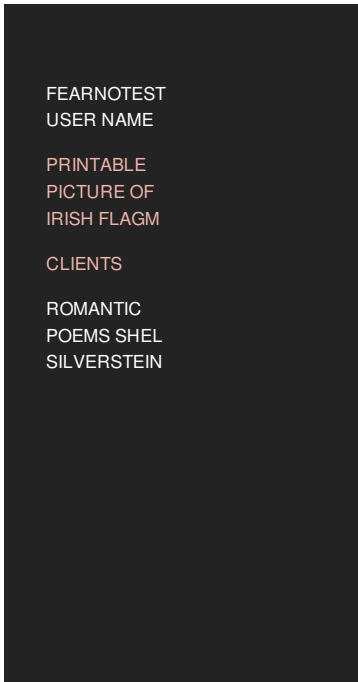 FEARNOTEST
USER NAME
PRINTABLE
PICTURE OF
IRISH FLAGM
CLIENTS
ROMANTIC
POEMS SHEL
SILVERSTEIN